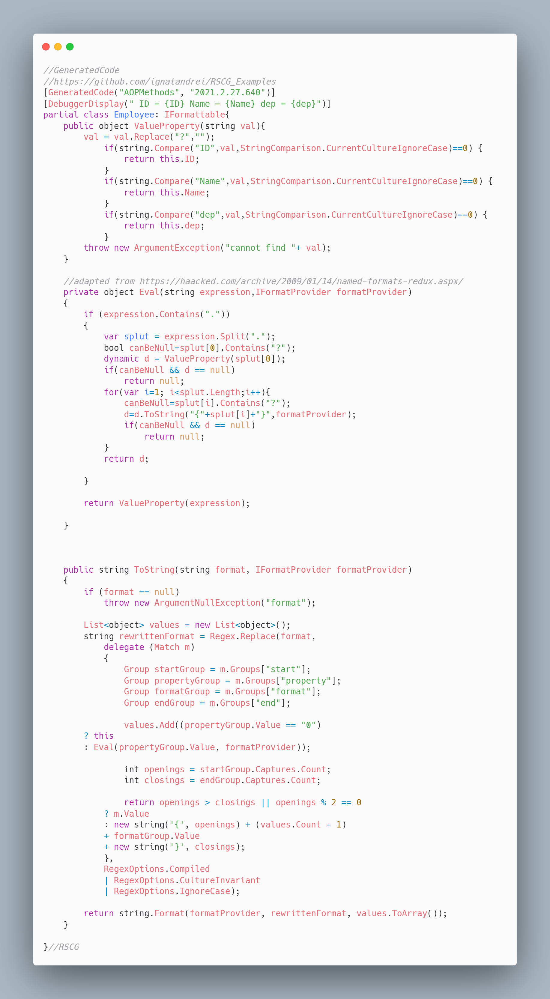 //GeneratedCode
//https://github.com/ignatandrei/RSCG_Examples
[GeneratedCode("AOPMethods", "2021.2.27.640")]
[DebuggerDisplay(" ID = {ID} Name = {Name} dep = {dep}")]
partial class Employee: IFormattable{
    public object ValueProperty(string val){
        val = val.Replace("?","");
            if(string.Compare("ID",val,StringComparison.CurrentCultureIgnoreCase)==0) {
                return this.ID;
            }
            if(string.Compare("Name",val,StringComparison.CurrentCultureIgnoreCase)==0) {
                return this.Name;
            }
            if(string.Compare("dep",val,StringComparison.CurrentCultureIgnoreCase)==0) {
                return this.dep;
            }
        throw new ArgumentException("cannot find "+ val);
    }

    //adapted from https://haacked.com/archive/2009/01/14/named-formats-redux.aspx/
    private object Eval(string expression,IFormatProvider formatProvider)
    {
        if (expression.Contains("."))
        {
            var splut = expression.Split(".");
            bool canBeNull=splut[0].Contains("?");
            dynamic d = ValueProperty(splut[0]);
            if(canBeNull && d == null)
                return null;
            for(var i=1; i<splut.Length;i++){
                canBeNull=splut[i].Contains("?");
                d=d.ToString("{"+splut[i]+"}",formatProvider);
                if(canBeNull && d == null)
                    return null;
            }
            return d;

        }

        return ValueProperty(expression);

    }

    public string ToString(string format, IFormatProvider formatProvider)
    {
        if (format == null)
            throw new ArgumentNullException("format");

        List<object> values = new List<object>();
        string rewrittenFormat = Regex.Replace(format,
            delegate (Match m)
            {
                Group startGroup = m.Groups["start"];
                Group propertyGroup = m.Groups["property"];
                Group formatGroup = m.Groups["format"];
                Group endGroup = m.Groups["end"];

                values.Add((propertyGroup.Value == "0")
        ? this
        : Eval(propertyGroup.Value, formatProvider));

                int openings = startGroup.Captures.Count;
                int closings = endGroup.Captures.Count;

                return openings > closings || openings % 2 == 0
            ? m.Value
            : new string('{', openings) + (values.Count - 1)
            + formatGroup.Value
            + new string('}', closings);
            },
            RegexOptions.Compiled
            | RegexOptions.CultureInvariant
            | RegexOptions.IgnoreCase);

        return string.Format(formatProvider, rewrittenFormat, values.ToArray());
    }

}//RSCG